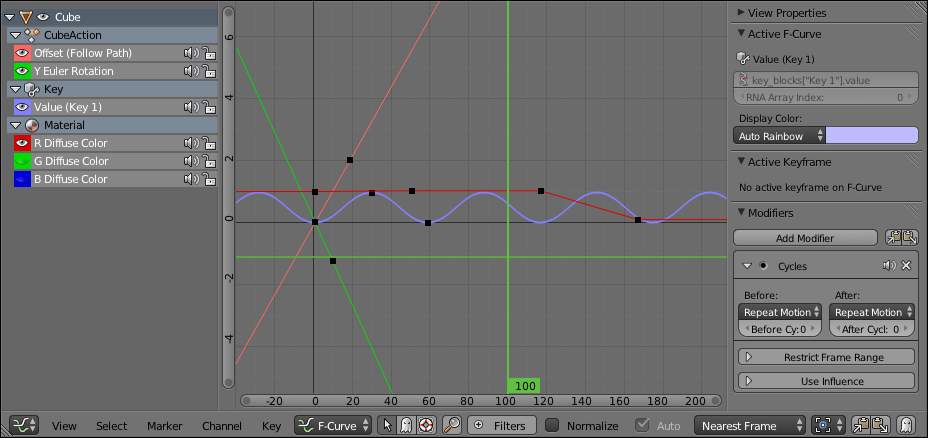 Cube
CubeAction
Offset (Follow Path)
Y Euler Rotation
Key
Value (Key 1)
Material
R Diffuse Color
G Diffuse Color
B Diffuse Color
6
4
2
0
-2
-4
-20 0 20 40 60 80 100 120 140 160 180 200
100
View Properties
Active F-Curve
Value (Key 1)
key_blocks["Key 1"].value
RNA Array Index: 0
Display Color:
Auto Rainbow
Active Keyframe
No active keyframe on F-Curve
Modifiers
Add Modifier
Cycles
Before: After:
Repeat Motion Repeat Motion
Before Cy:0 After Cycl: 0
Restrict Frame Range
Use Influence
View Select Marker Channel Key F-Curve Filters Normalize Auto Nearest Frame